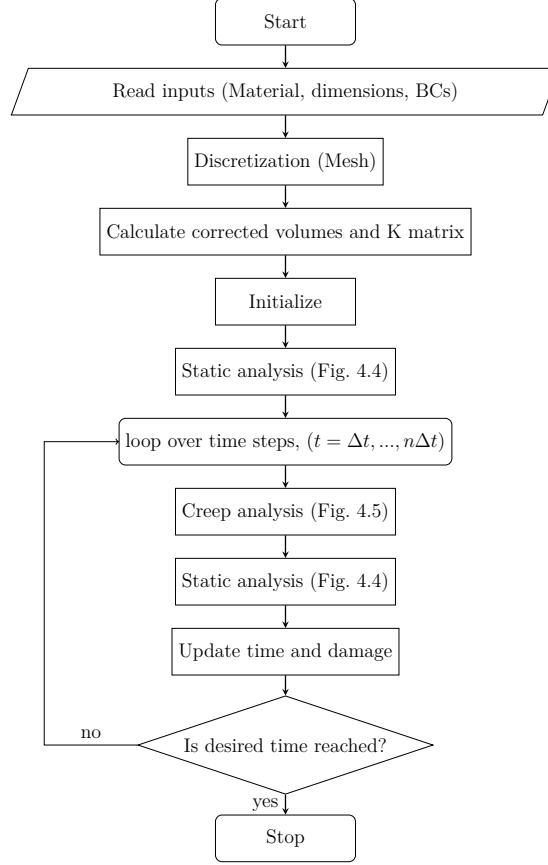 Start
Read inputs (Material, dimensions, BCs)
Discretization (Mesh)
Calculate corrected volumes and K matrix
Initialize
Static analysis (Fig. 4.4)
loop over time steps, (t = Δt, ..., nΔt)
Creep analysis (Fig. 4.5)
Static analysis (Fig. 4.4)
Update time and damage
no
Is desired time reached?
yes
Stop